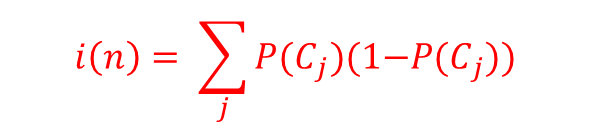 i(n) = ∑_j P(C_j)(1−P(C_j))